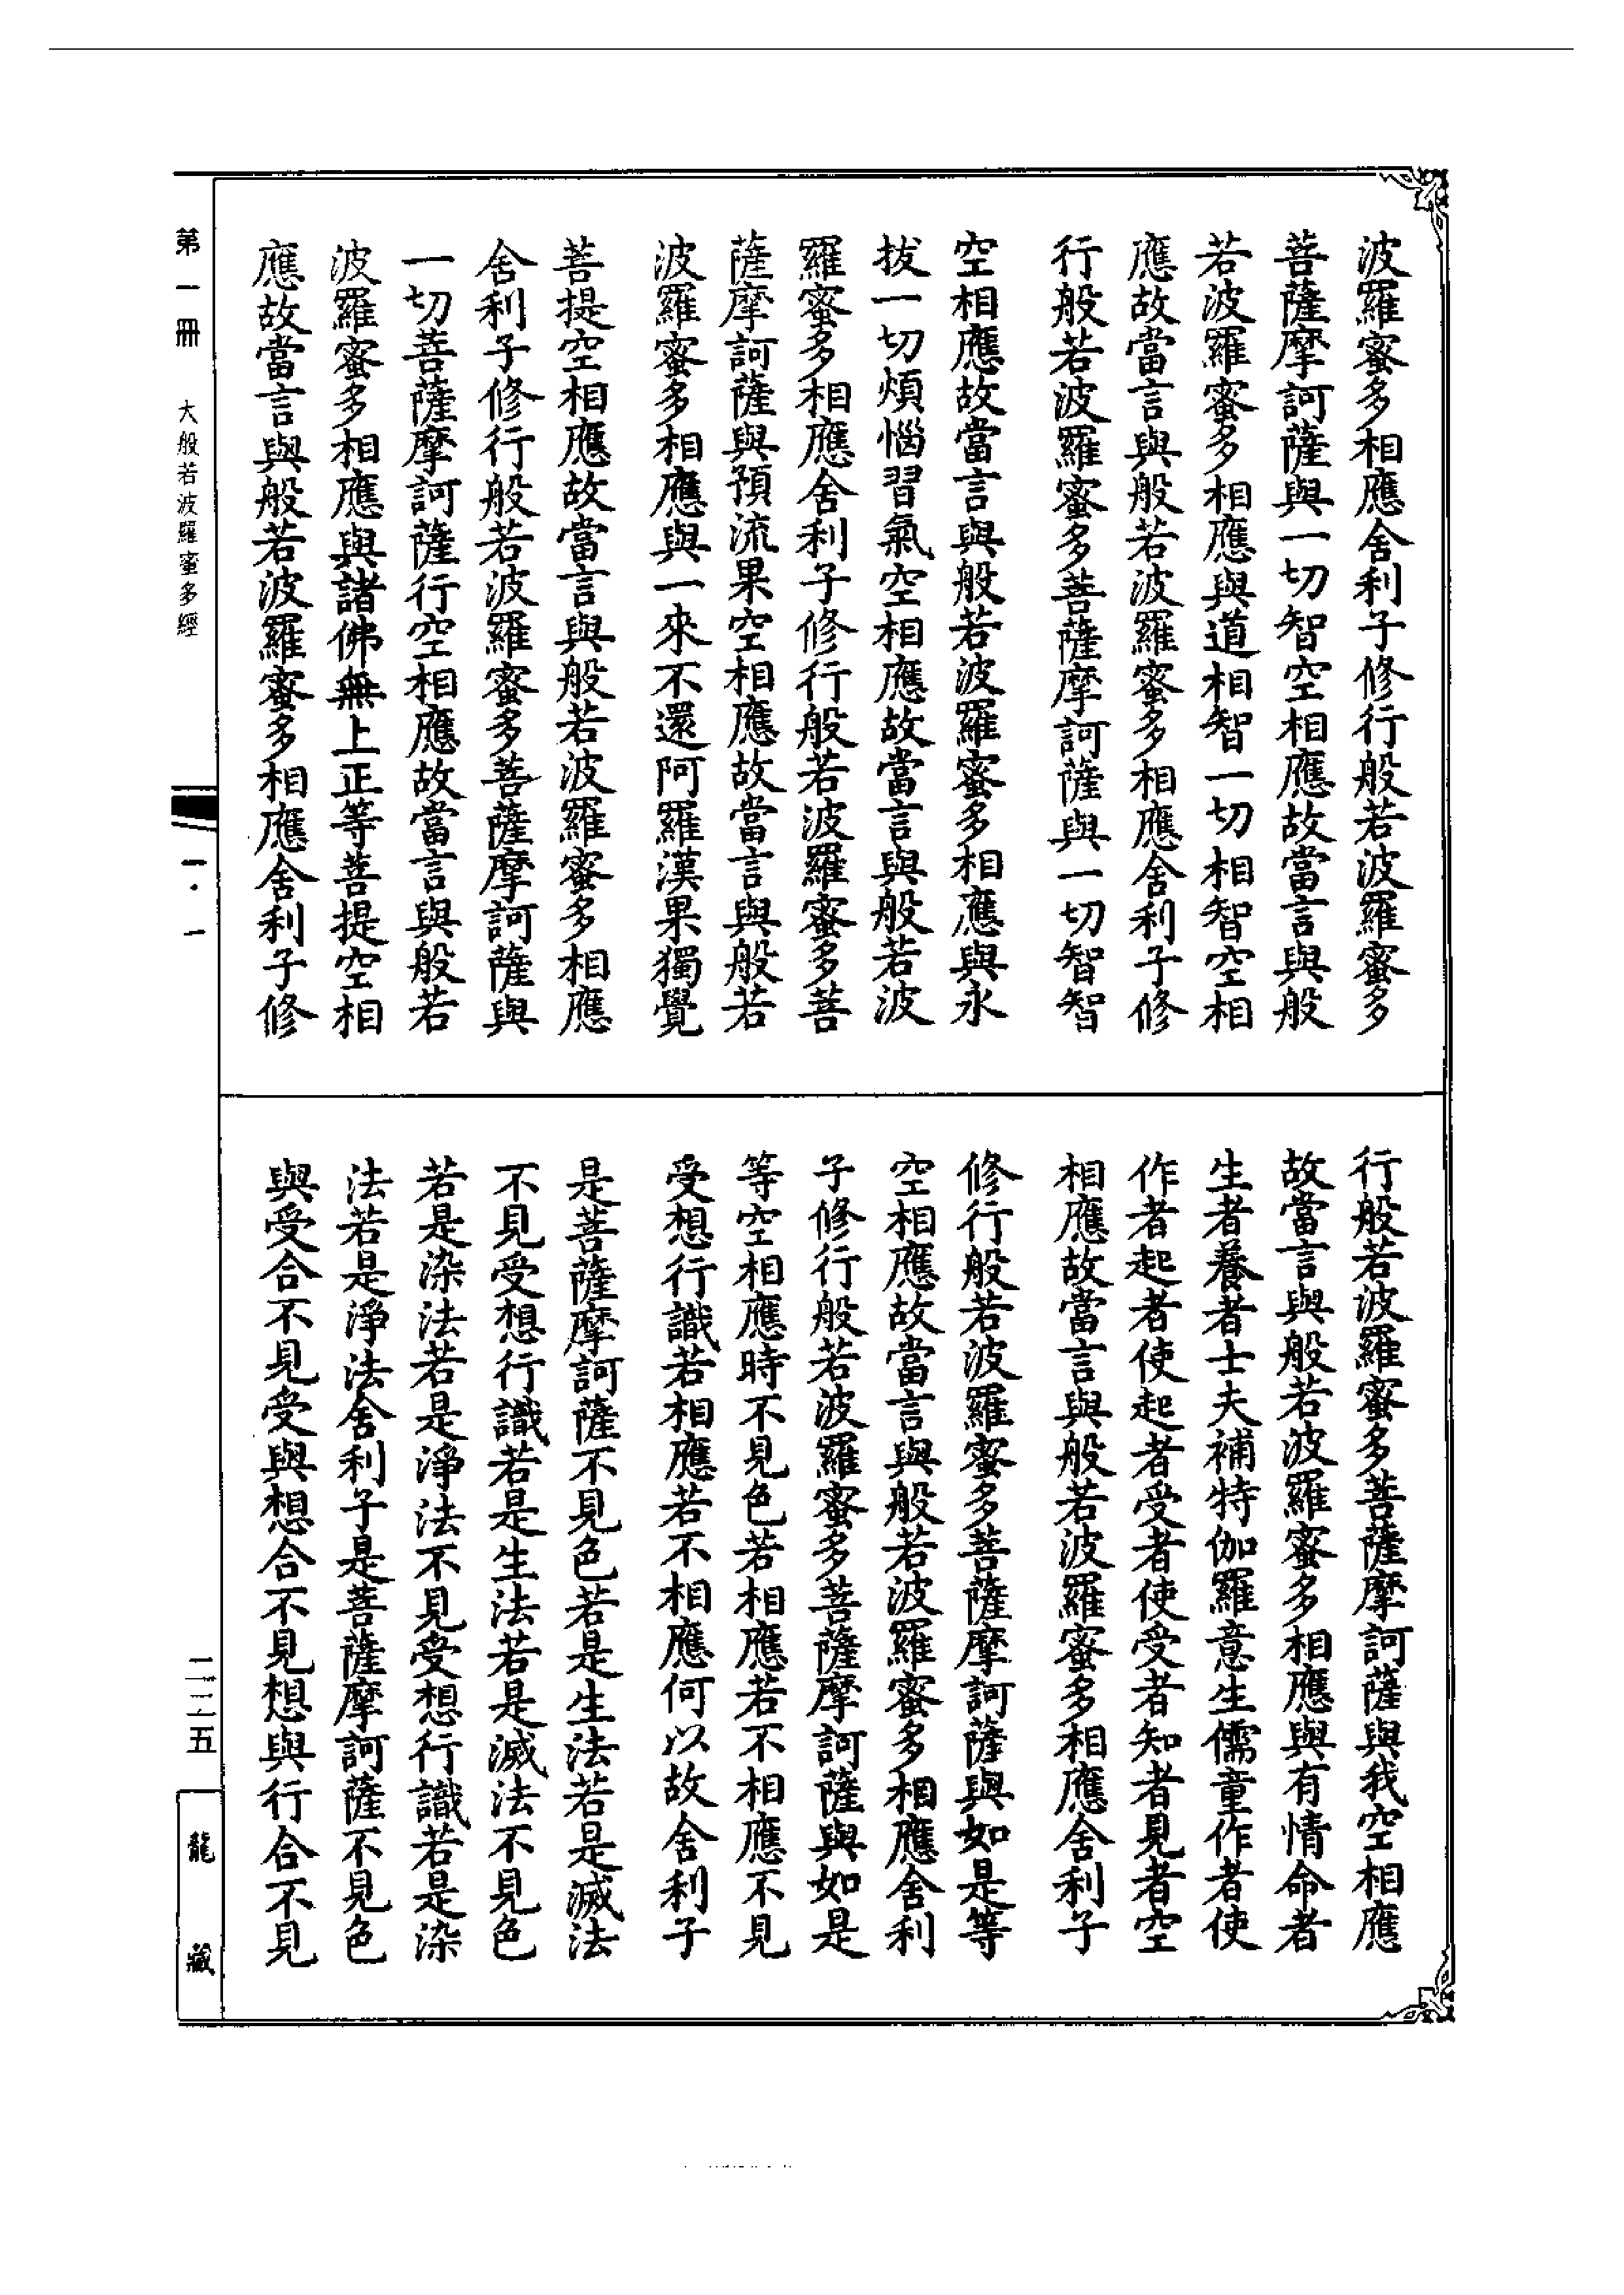 波羅蜜多相應舍利子修行般若波羅蜜多
菩薩摩訶薩與一切智空相應故當言與般
若波羅蜜多相應與道相智一切相智空相
應故當言與般若波羅蜜多相應舍利子修
行般若波羅蜜多菩薩摩訶薩與一切智智
空相應故當言與般若波羅蜜多相應與永
拔一切煩惱習氣空相應故當言與般若波
羅蜜多相應舍利子修行般若波羅蜜多菩
薩摩訶薩與預流果空相應故當言與般若
波羅蜜多相應與一來不還阿羅漢果獨覺
菩提空相應故當言與般若波羅蜜多相應
舍利子修行般若波羅蜜多菩薩摩訶薩與
一切菩薩摩訶薩行空相應故當言與般若
波羅蜜多相應與諸佛無上正等菩提空相
應故當言與般若波羅蜜多相應舍利子修
行般若波羅蜜多菩薩摩訶薩與我空相應
故當言與般若波羅蜜多相應與有情命者
生者養者士夫補特伽羅意生儒童作者使
作者起者使起者受者使受者知者見者空
相應故當言與般若波羅蜜多相應舍利子
修行般若波羅蜜多菩薩摩訶薩與如是等
空相應故當言與般若波羅蜜多相應舍利
子修行般若波羅蜜多菩薩摩訶薩與如是
等空相應時不見色若相應若不相應不見
受想行識若相應若不相應何以故舍利子
是菩薩摩訶薩不見色若是生法若是滅法
不見受想行識若是生法若是滅法不見色
若是染法若是淨法不見受想行識若是染
法若是淨法舍利子是菩薩摩訶薩不見色
與受合不見受與想合不見想與行合不見
第一冊
大般若波羅蜜多經
一·一
二二五
龍藏